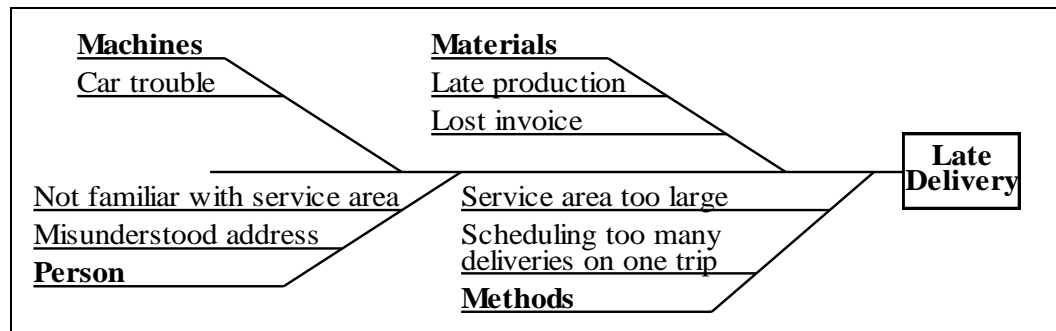 Machines
Car trouble
Materials
Late production
Lost invoice
Late
Delivery
Not familiar with service area
Misunderstood address
Person
Service area too large
Scheduling too many
deliveries on one trip
Methods